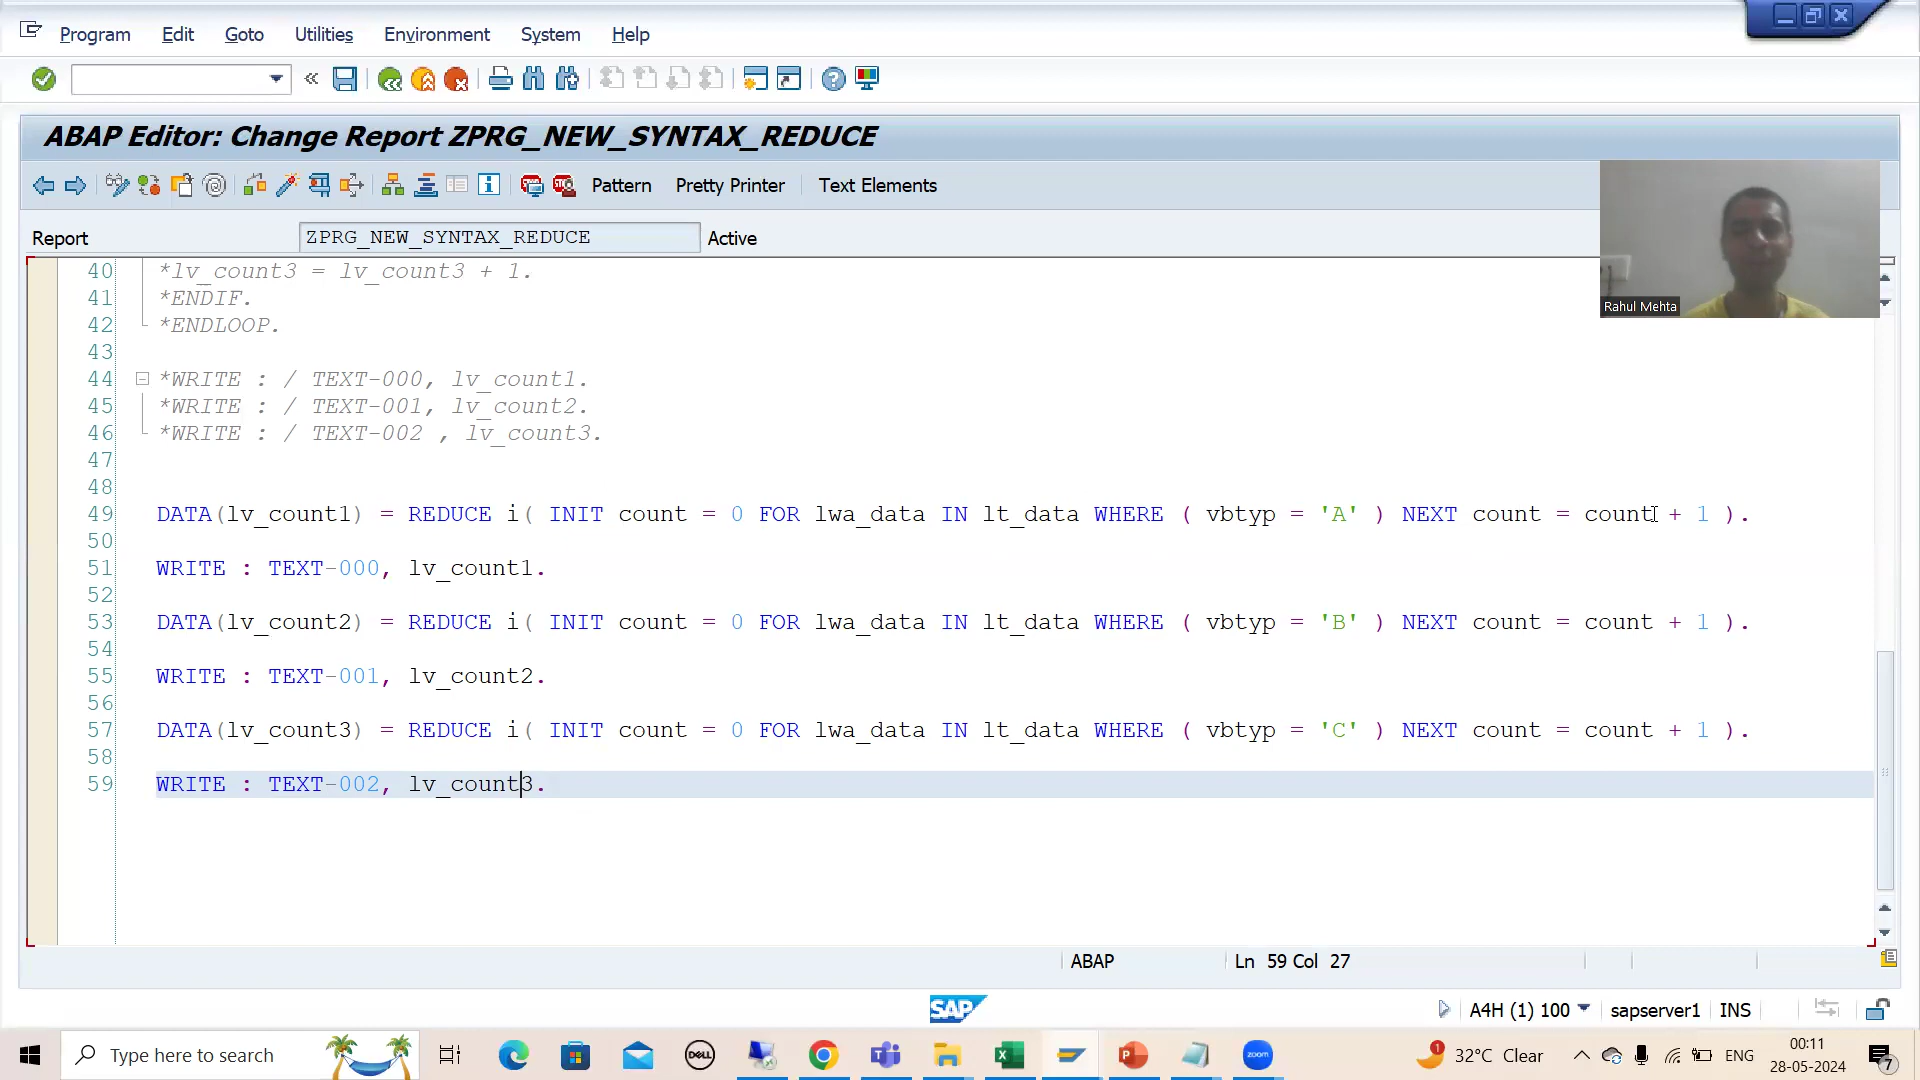 Program Edit Goto Utilities Environment System Help
ABAP Editor: Change Report ZPRG_NEW_SYNTAX_REDUCE
Pattern Pretty Printer Text Elements
Report ZPRG_NEW_SYNTAX_REDUCE Active
Rahul Mehta
40 *lv_count3 = lv_count3 + 1.
41 *ENDIF.
42 *ENDLOOP.
43
44 *WRITE : / TEXT-000, lv_count1.
45 *WRITE : / TEXT-001, lv_count2.
46 *WRITE : / TEXT-002 , lv_count3.
47
48
49 DATA(lv_count1) = REDUCE i( INIT count = 0 FOR lwa_data IN lt_data WHERE ( vbtyp = 'A' ) NEXT count = count + 1 ).
50
51 WRITE : TEXT-000, lv_count1.
52
53 DATA(lv_count2) = REDUCE i( INIT count = 0 FOR lwa_data IN lt_data WHERE ( vbtyp = 'B' ) NEXT count = count + 1 ).
54
55 WRITE : TEXT-001, lv_count2.
56
57 DATA(lv_count3) = REDUCE i( INIT count = 0 FOR lwa_data IN lt_data WHERE ( vbtyp = 'C' ) NEXT count = count + 1 ).
58
59 WRITE : TEXT-002, lv_count3.
ABAP Ln 59 Col 27
SAP A4H (1) 100 sapserver1 INS
Type here to search DELL zoom 1 32°C Clear ENG 00:11 7
28-05-2024